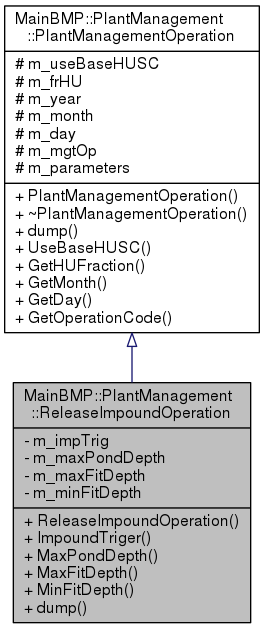 MainBMP::PlantManagement
::PlantManagementOperation
# m_useBaseHUSC
# m_frHU
# m_year
# m_month
# m_day
# m_mgtOp
# m_parameters
+ PlantManagementOperation()
+ ~PlantManagementOperation()
+ dump()
+ UseBaseHUSC()
+ GetHUFraction()
+ GetMonth()
+ GetDay()
+ GetOperationCode()
MainBMP::PlantManagement
::ReleaseImpoundOperation
- m_impTrig
- m_maxPondDepth
- m_maxFitDepth
- m_minFitDepth
+ ReleaseImpoundOperation()
+ ImpoundTriger()
+ MaxPondDepth()
+ MaxFitDepth()
+ MinFitDepth()
+ dump()